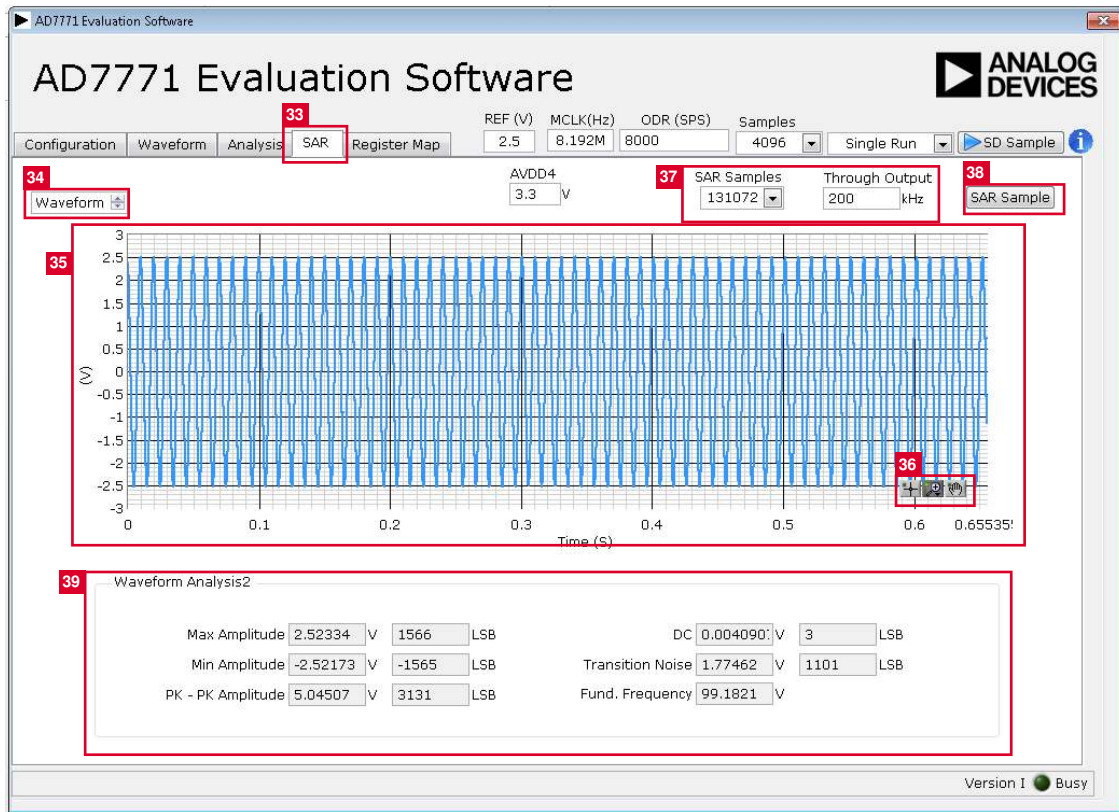 AD7771 Evaluation Software
AD7771 Evaluation Software
ANALOG
DEVICES
33
REF (V) MCLK(Hz) ODR (SPS) Samples
Configuration Waveform Analysis SAR Register Map 2.5 8.192M 8000 4096 Single Run SD Sample i
34
AVDD4
37
SAR Samples Through Output
38
Waveform 3.3 V 131072 200 kHz SAR Sample
35
3
2.5
2
1.5
1
0.5
0
-0.5
-1
-1.5
-2
-2.5
-3
(V)
36
0 0.1 0.2 0.3 0.4 0.5 0.6 0.655355
Time (S)
39
Waveform Analysis2
Max Amplitude 2.52334 V 1566 LSB DC 0.004090 V 3 LSB
Min Amplitude -2.52173 V -1565 LSB Transition Noise 1.77462 V 1101 LSB
PK - PK Amplitude 5.04507 V 3131 LSB Fund. Frequency 99.1821 V
Version I Busy